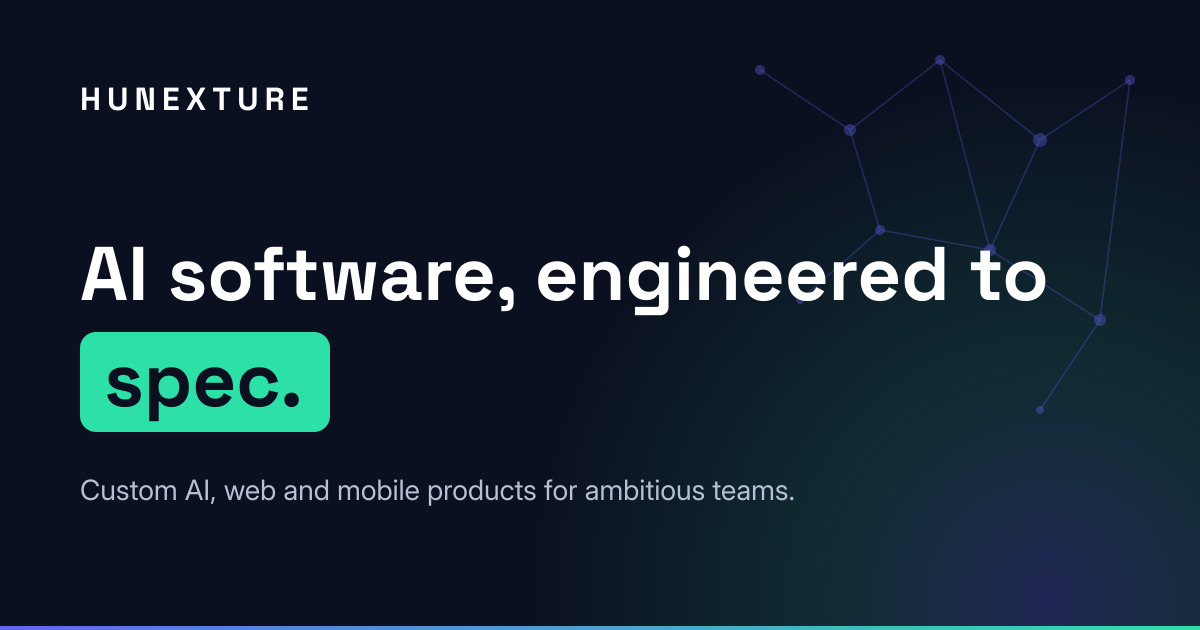 HUNEXTURE
AI software, engineered to
spec.
Custom AI, web and mobile products for ambitious teams.